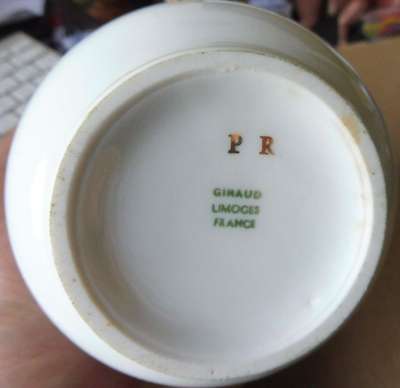 P R
GIRAUD
LIMOGES
FRANCE